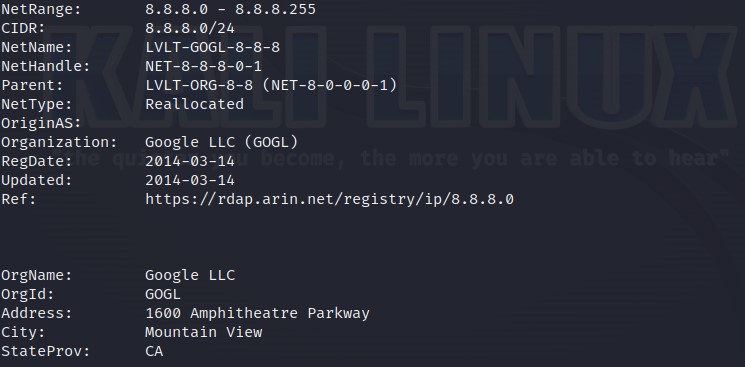 NetRange: 8.8.8.0 - 8.8.8.255
CIDR: 8.8.8.0/24
NetName: LVLT-GOGL-8-8-8
NetHandle: NET-8-8-8-0-1
Parent: LVLT-ORG-8-8 (NET-8-0-0-0-1)
NetType: Reallocated
OriginAS:
Organization: Google LLC (GOGL)
RegDate: 2014-03-14
Updated: 2014-03-14
Ref: https://rdap.arin.net/registry/ip/8.8.8.0
OrgName: Google LLC
OrgId: GOGL
Address: 1600 Amphitheatre Parkway
City: Mountain View
StateProv: CA
KALI LINUX
become, the more you are able to hear"